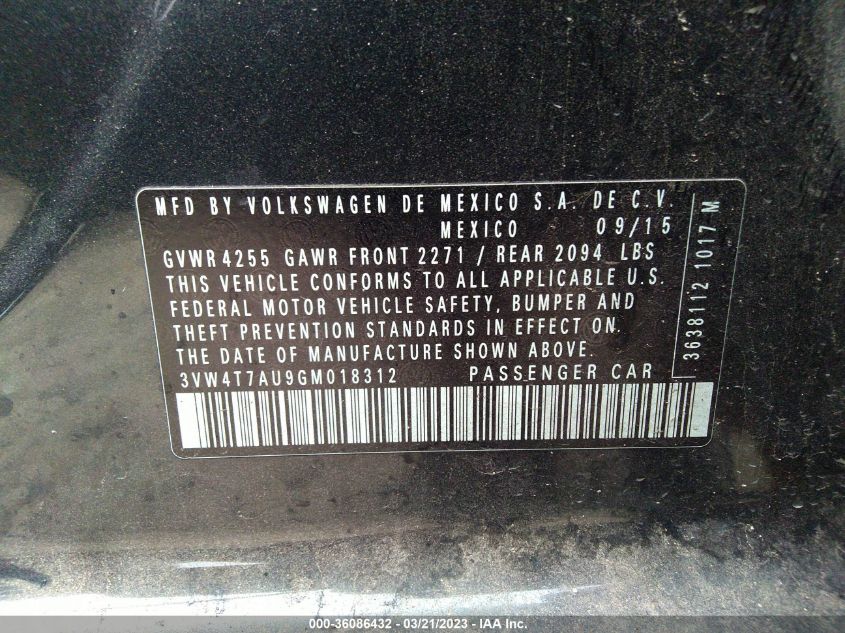 MFD BY VOLKSWAGEN DE MEXICO S.A. DE C.V.
MEXICO 09/15
GVWR 4255 GAWR FRONT 2271 / REAR 2094 LBS
THIS VEHICLE CONFORMS TO ALL APPLICABLE U.S.
FEDERAL MOTOR VEHICLE SAFETY, BUMPER AND
THEFT PREVENTION STANDARDS IN EFFECT ON.
THE DATE OF MANUFACTURE SHOWN ABOVE.
3VW4T7AU9GM018312 PASSENGER CAR
3638112 1017 M
000-36086432 - 03/21/2023 - IAA Inc.